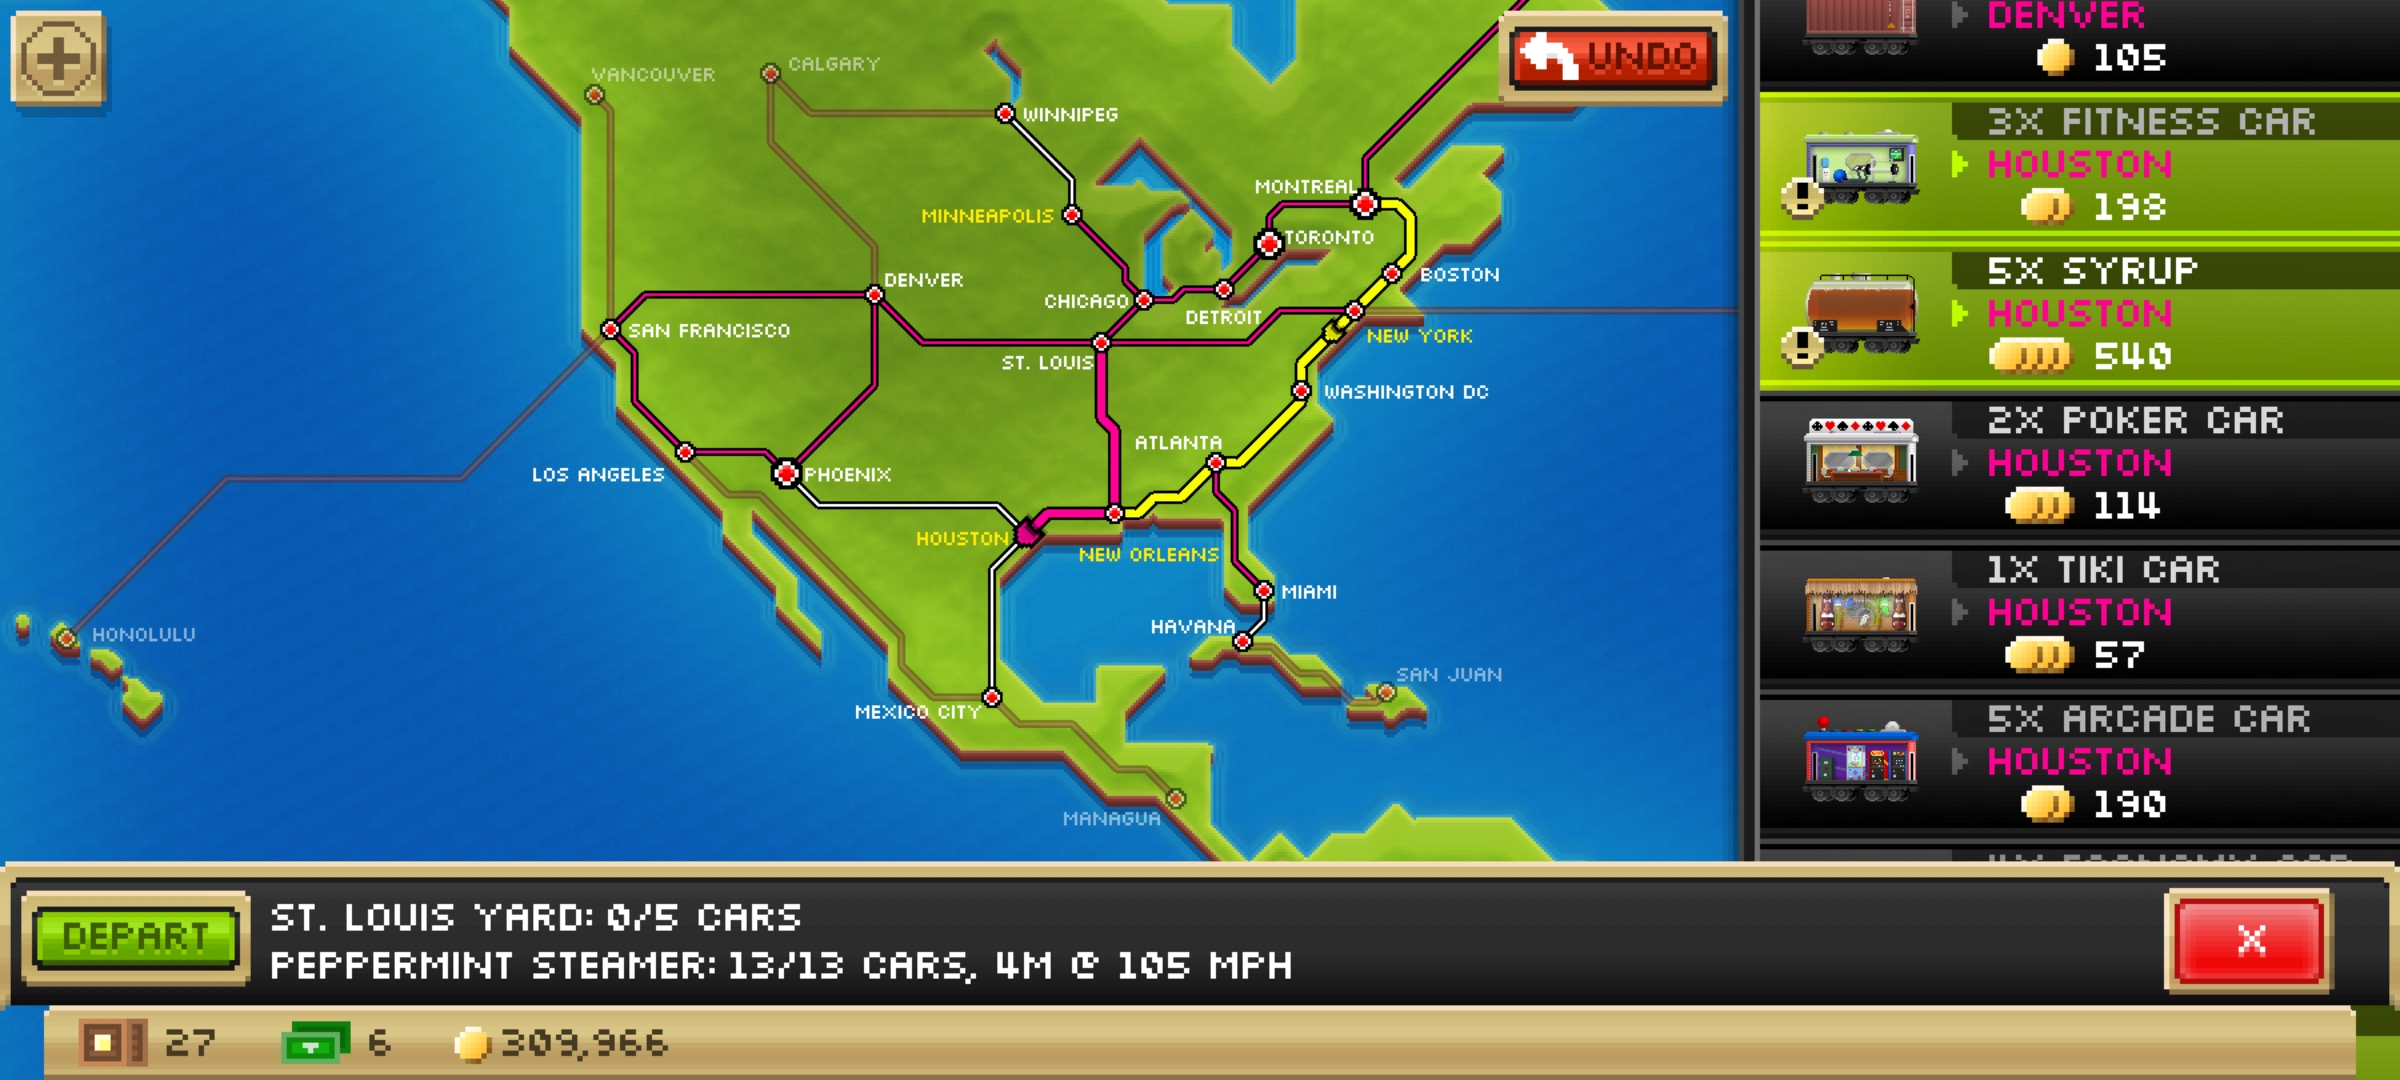 UNDO
VANCOUVER
CALGARY
WINNIPEG
MONTREAL
MINNEAPOLIS
TORONTO
DENVER
BOSTON
CHICAGO
DETROIT
SAN FRANCISCO
NEW YORK
ST. LOUIS
WASHINGTON DC
ATLANTA
LOS ANGELES
PHOENIX
HOUSTON
NEW ORLEANS
MIAMI
HAVANA
HONOLULU
SAN JUAN
MEXICO CITY
MANAGUA
DENVER
105
3X FITNESS CAR
HOUSTON
198
5X SYRUP
HOUSTON
540
2X POKER CAR
HOUSTON
114
1X TIKI CAR
HOUSTON
57
5X ARCADE CAR
HOUSTON
190
DEPART
ST. LOUIS YARD: 0/5 CARS
PEPPERMINT STEAMER: 13/13 CARS, 4M @ 105 MPH
X
27
6
309,966